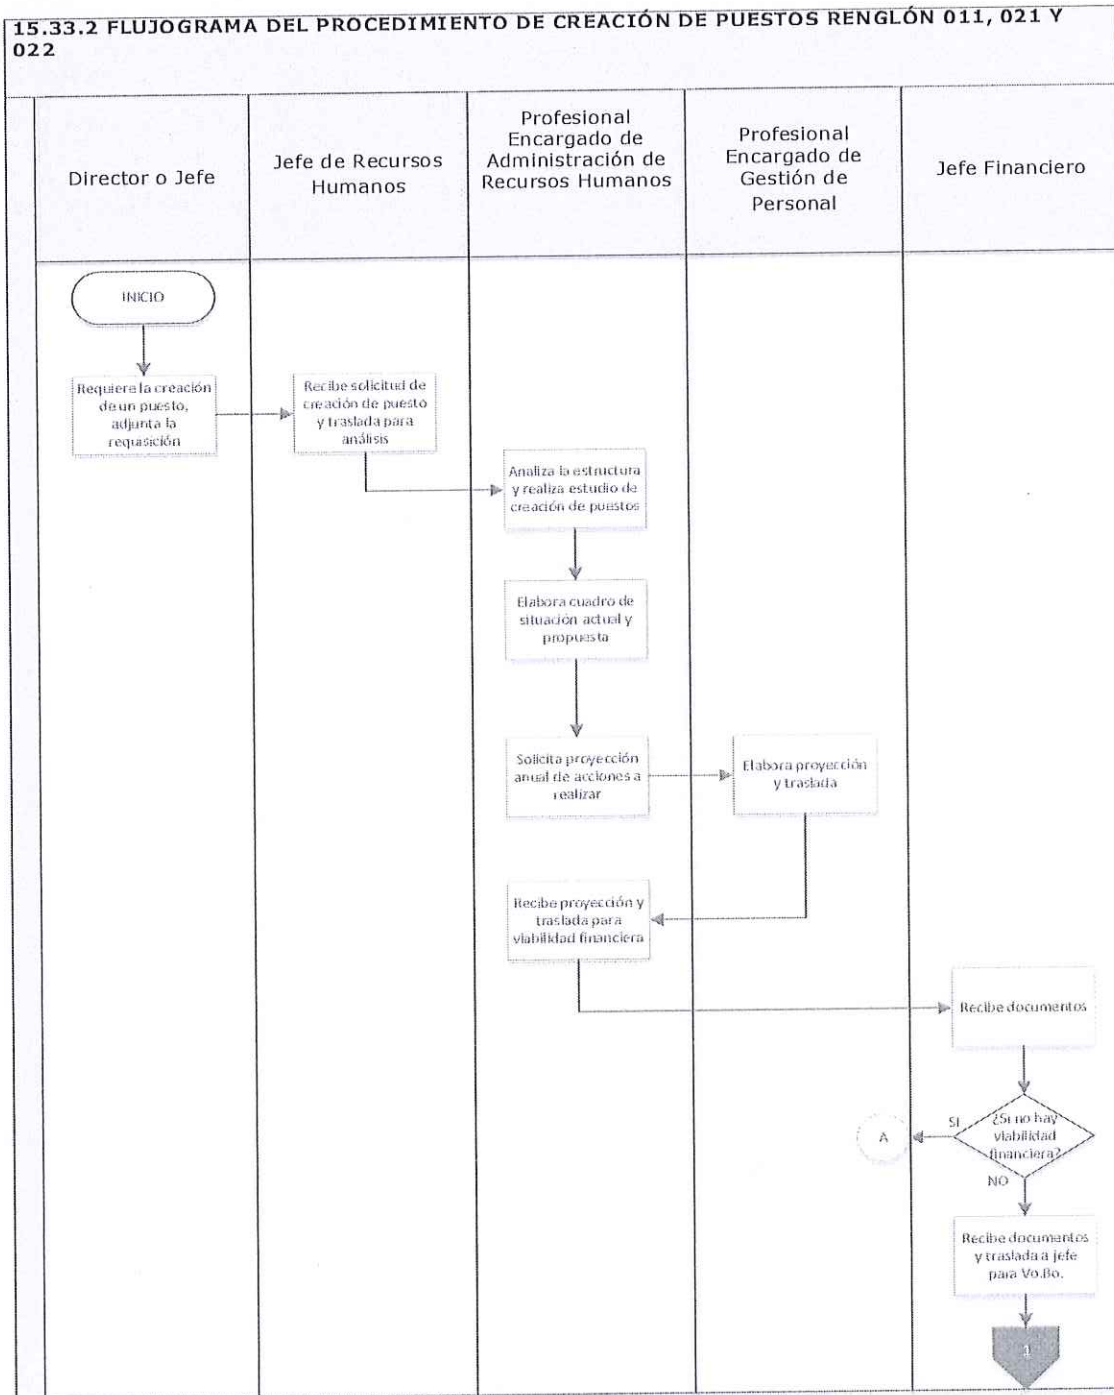 15.33.2 FLUJOGRAMA DEL PROCEDIMIENTO DE CREACIÓN DE PUESTOS RENGLÓN 011, 021 Y
022
Director o Jefe
Jefe de Recursos
Humanos
Profesional
Encargado de
Administración de
Recursos Humanos
Profesional
Encargado de
Gestión de
Personal
Jefe Financiero
INICIO
Requiere la creación
de un puesto,
adjunta la
requisición
Recibe solicitud de
creación de puesto
y traslada para
análisis
Analiza la estructura
y realiza estudio de
creación de puestos
Elabora cuadro de
situación actual y
propuesta
Solicita proyección
anual de acciones a
realizar
Elabora proyección
y traslada
Recibe proyección y
traslada para
viabilidad financiera
Recibe documentos
¿Si no hay
viabilidad
financiera?
SI
A
NO
Recibe documentos
y traslada a jefe
para Vo.Bo.
1